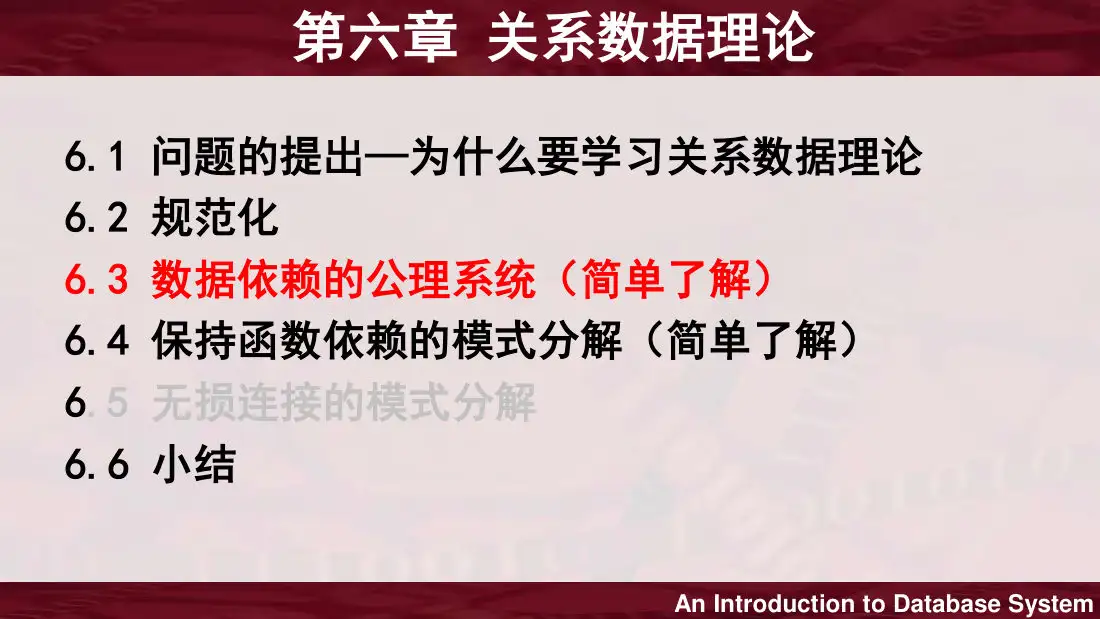 第六章 关系数据理论
6.1 问题的提出—为什么要学习关系数据理论
6.2 规范化
6.3 数据依赖的公理系统（简单了解）
6.4 保持函数依赖的模式分解（简单了解）
6.5 无损连接的模式分解
6.6 小结
An Introduction to Database System